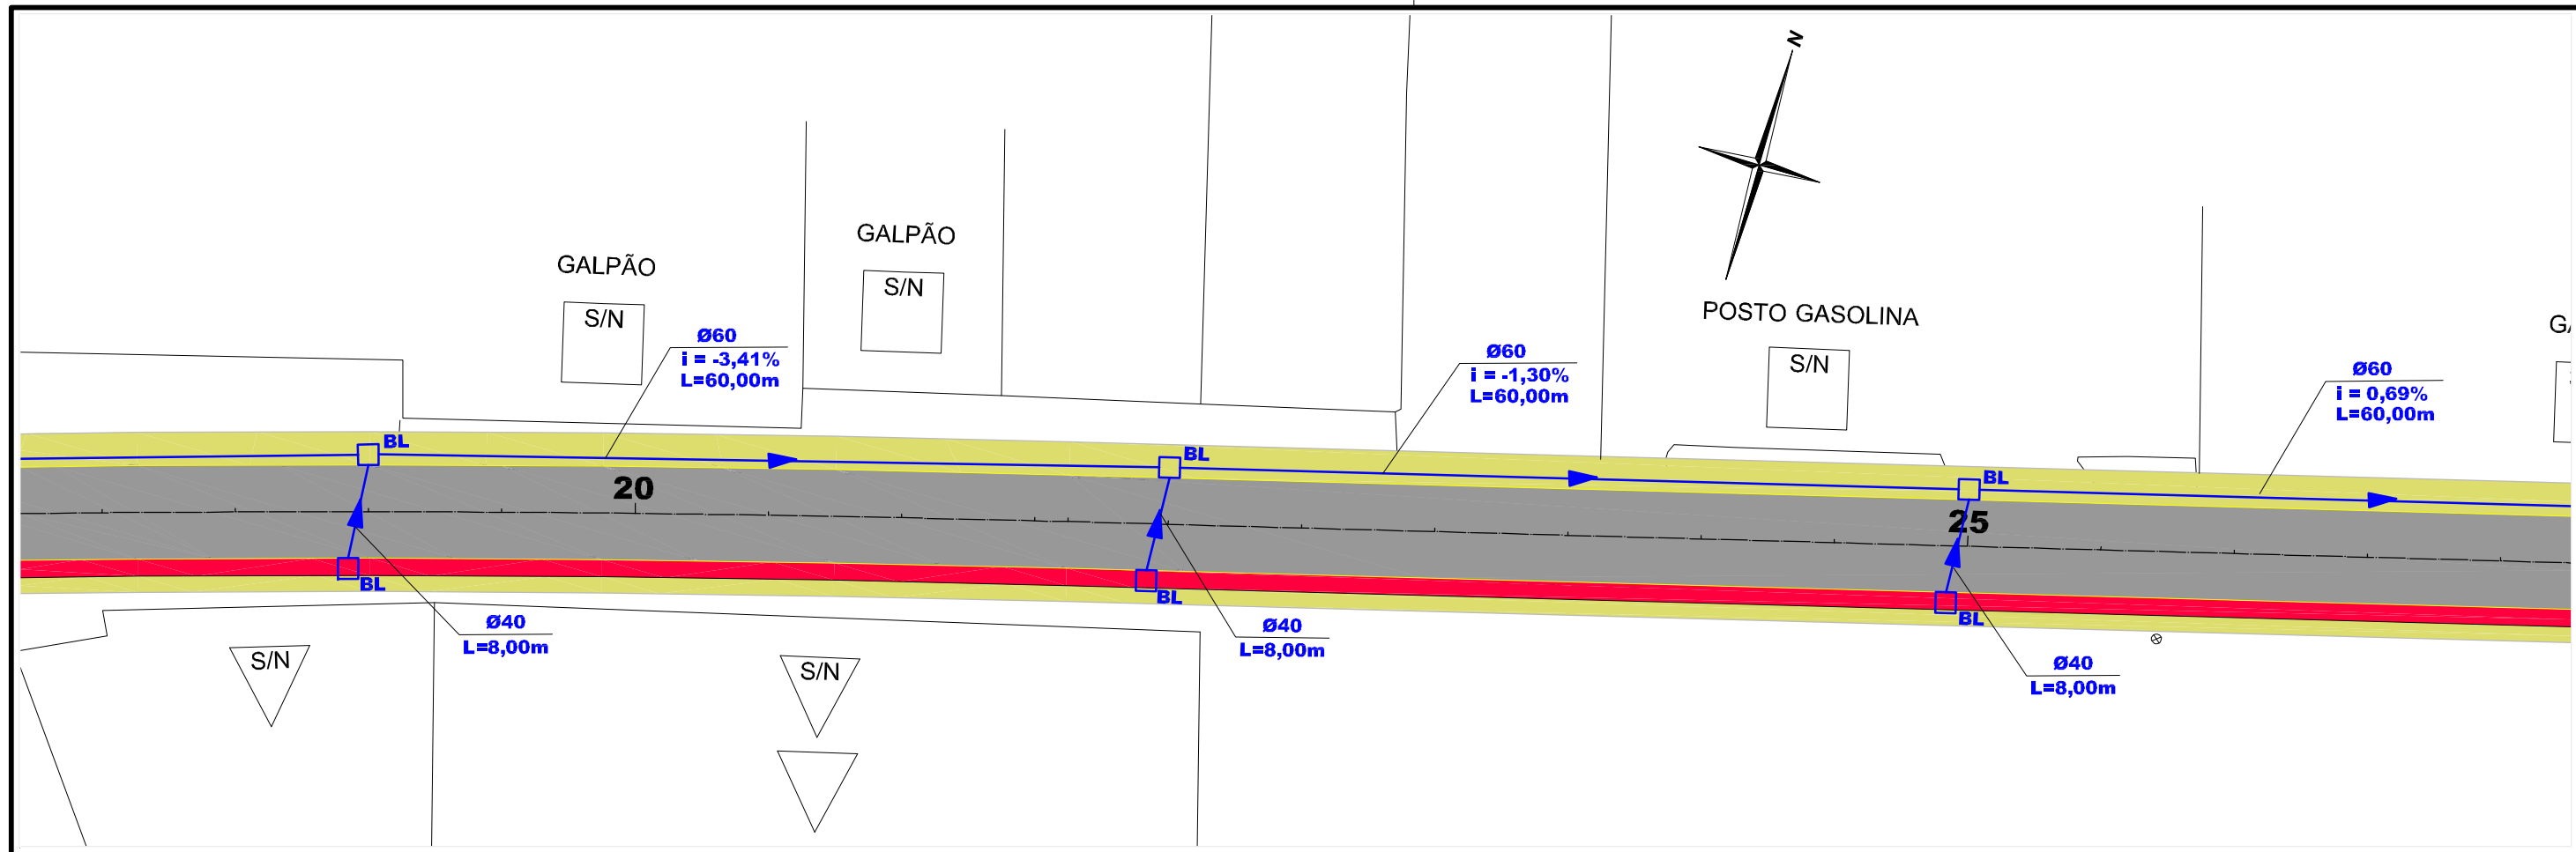 N
GALPÃO
S/N
GALPÃO
S/N
POSTO GASOLINA
S/N
Ø60
i = -3,41%
L=60,00m
Ø60
i = -1,30%
L=60,00m
Ø60
i = 0,69%
L=60,00m
BL
BL
BL
20
25
BL
BL
BL
Ø40
L=8,00m
Ø40
L=8,00m
Ø40
L=8,00m
S/N
S/N